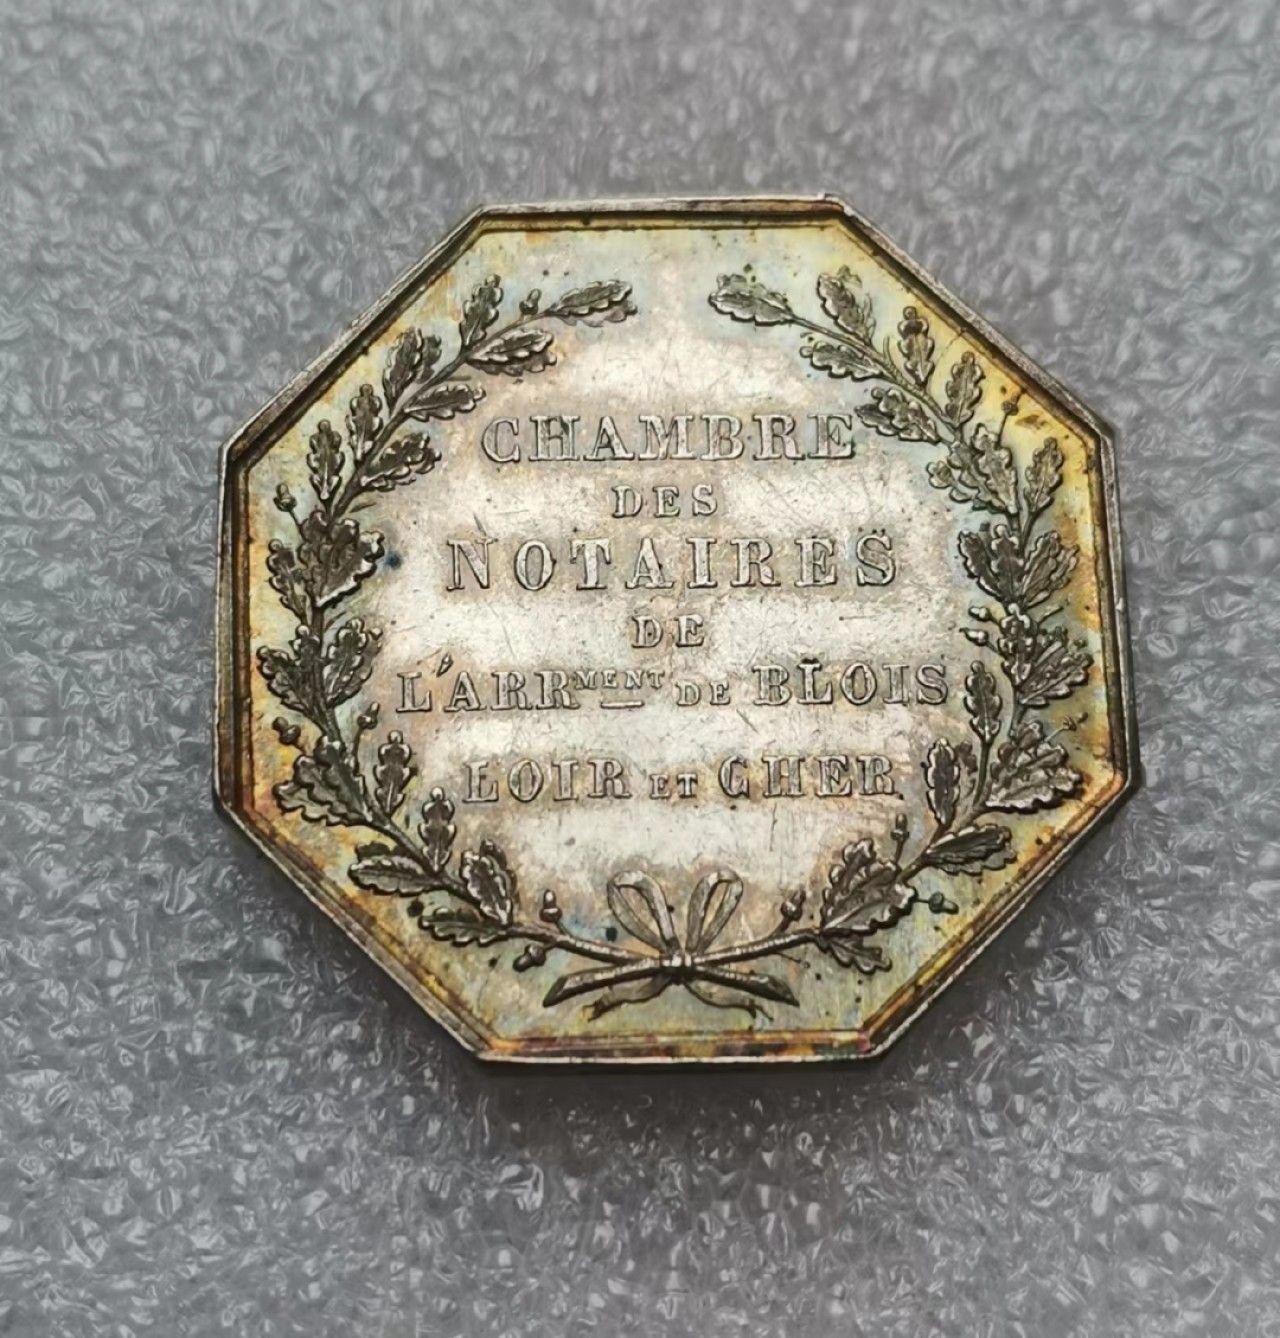 CHAMBRE
DES
NOTAIRES
DE
L'ARRMENT DE BLOIS
LOIR ET CHER